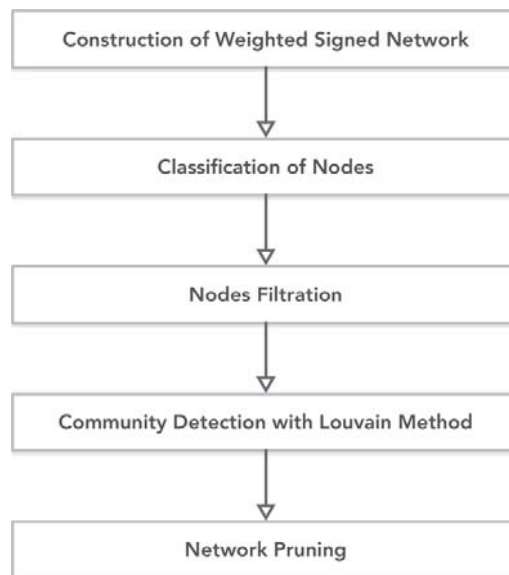 Construction of Weighted Signed Network
Classification of Nodes
Nodes Filtration
Community Detection with Louvain Method
Network Pruning